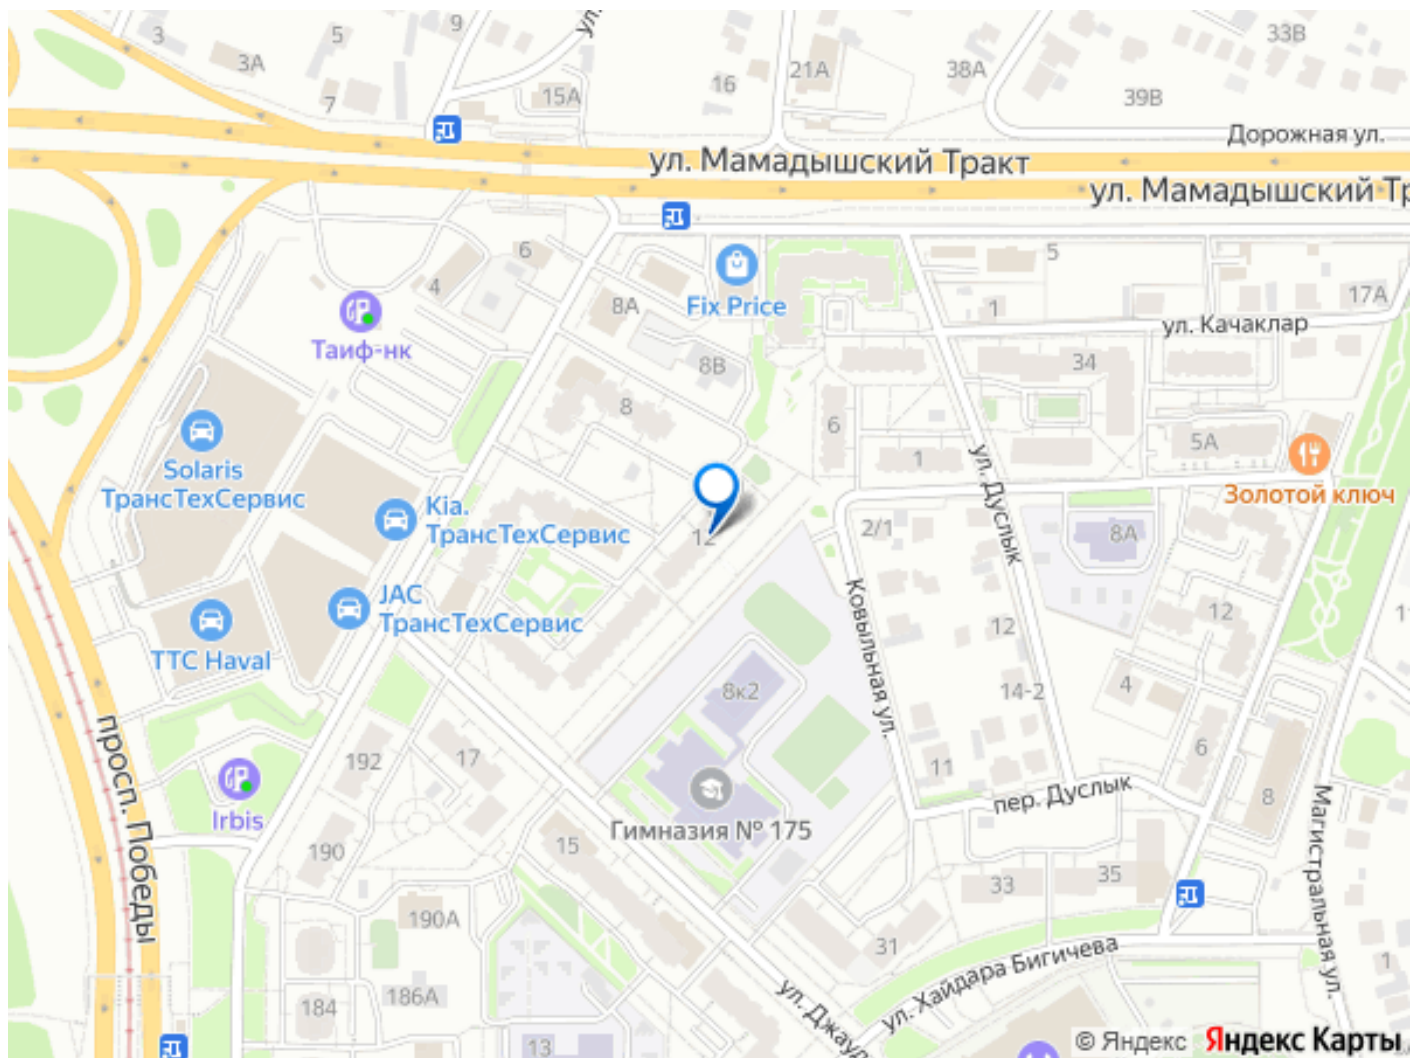 3
5
9
ул.
3А
7
15А
16
21А
38А
33В
39В
Дорожная ул.
ул. Мамадышский Тракт
ул. Мамадышский Тр
6
4
5
8А
Fix Price
1
17А
ул. Качаклар
Таиф-нк
8В
34
8
6
1
5А
Solaris
ТрансТехСервис
Kia.
ТрансТехСервис
ул. Дуслык
Золотой ключ
12
2/1
8А
JAC
ТрансТехСервис
TTC Haval
Ковыльная ул.
12
12
14-2
4
8к2
6
просп. Победы
192
17
11
пер. Дуслык
8
Irbis
Гимназия № 175
Магистральная ул.
190
15
33
35
190А
31
ул. Хайдара Бигичева
1
184
186А
ул. Джауд
13
© Яндекс Яндекс Карты